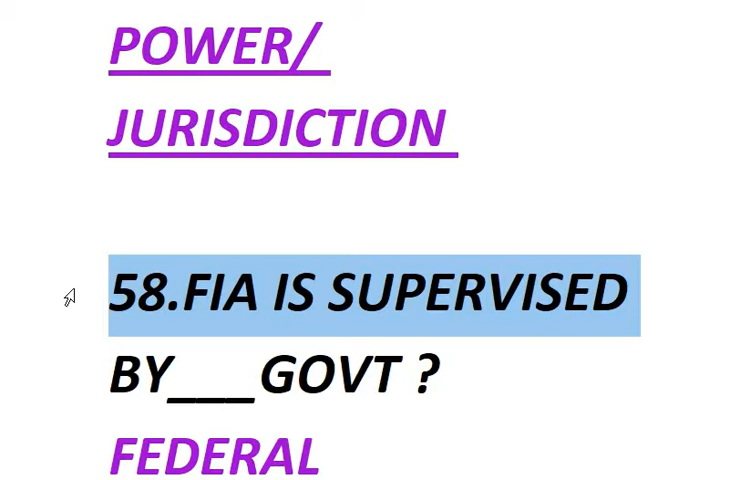 POWER/
JURISDICTION
58.FIA IS SUPERVISED
BY___GOVT ?
FEDERAL